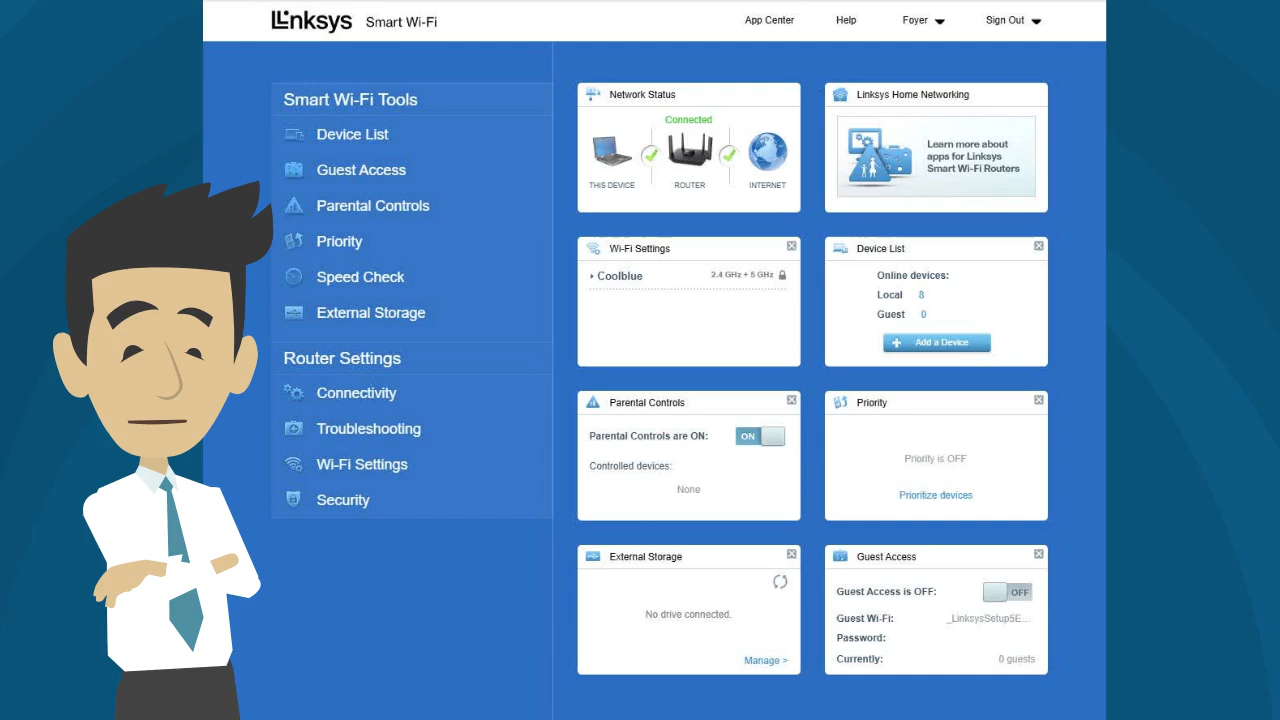 Linksys Smart Wi-Fi
App Center Help Foyer Sign Out
Smart Wi-Fi Tools
Device List
Guest Access
Parental Controls
Priority
Speed Check
External Storage
Router Settings
Connectivity
Troubleshooting
Wi-Fi Settings
Security
Network Status
Connected
THIS DEVICE ROUTER INTERNET
Linksys Home Networking
Learn more about
apps for Linksys
Smart Wi-Fi Routers
Wi-Fi Settings
Coolblue 2.4 GHz + 5 GHz
Device List
Online devices:
Local 8
Guest 0
Add a Device
Parental Controls
Parental Controls are ON: ON
Controlled devices:
None
Priority
Priority is OFF
Prioritize devices
External Storage
No drive connected.
Manage >
Guest Access
Guest Access is OFF: OFF
Guest Wi-Fi: _LinksysSetup5E...
Password:
Currently: 0 guests